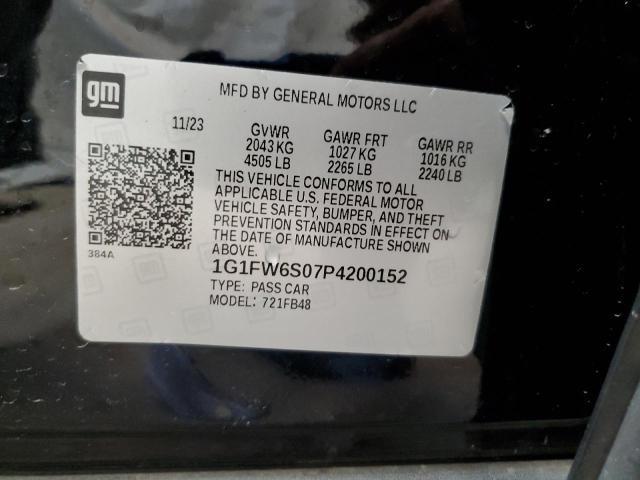 gm
MFD BY GENERAL MOTORS LLC
11/23
GVWR GAWR FRT GAWR RR
2043 KG 1027 KG 1016 KG
4505 LB 2265 LB 2240 LB
THIS VEHICLE CONFORMS TO ALL
APPLICABLE U.S. FEDERAL MOTOR
VEHICLE SAFETY, BUMPER, AND THEFT
PREVENTION STANDARDS IN EFFECT ON
THE DATE OF MANUFACTURE SHOWN
ABOVE.
384A
1G1FW6S07P4200152
TYPE: PASS CAR
MODEL: 721FB48